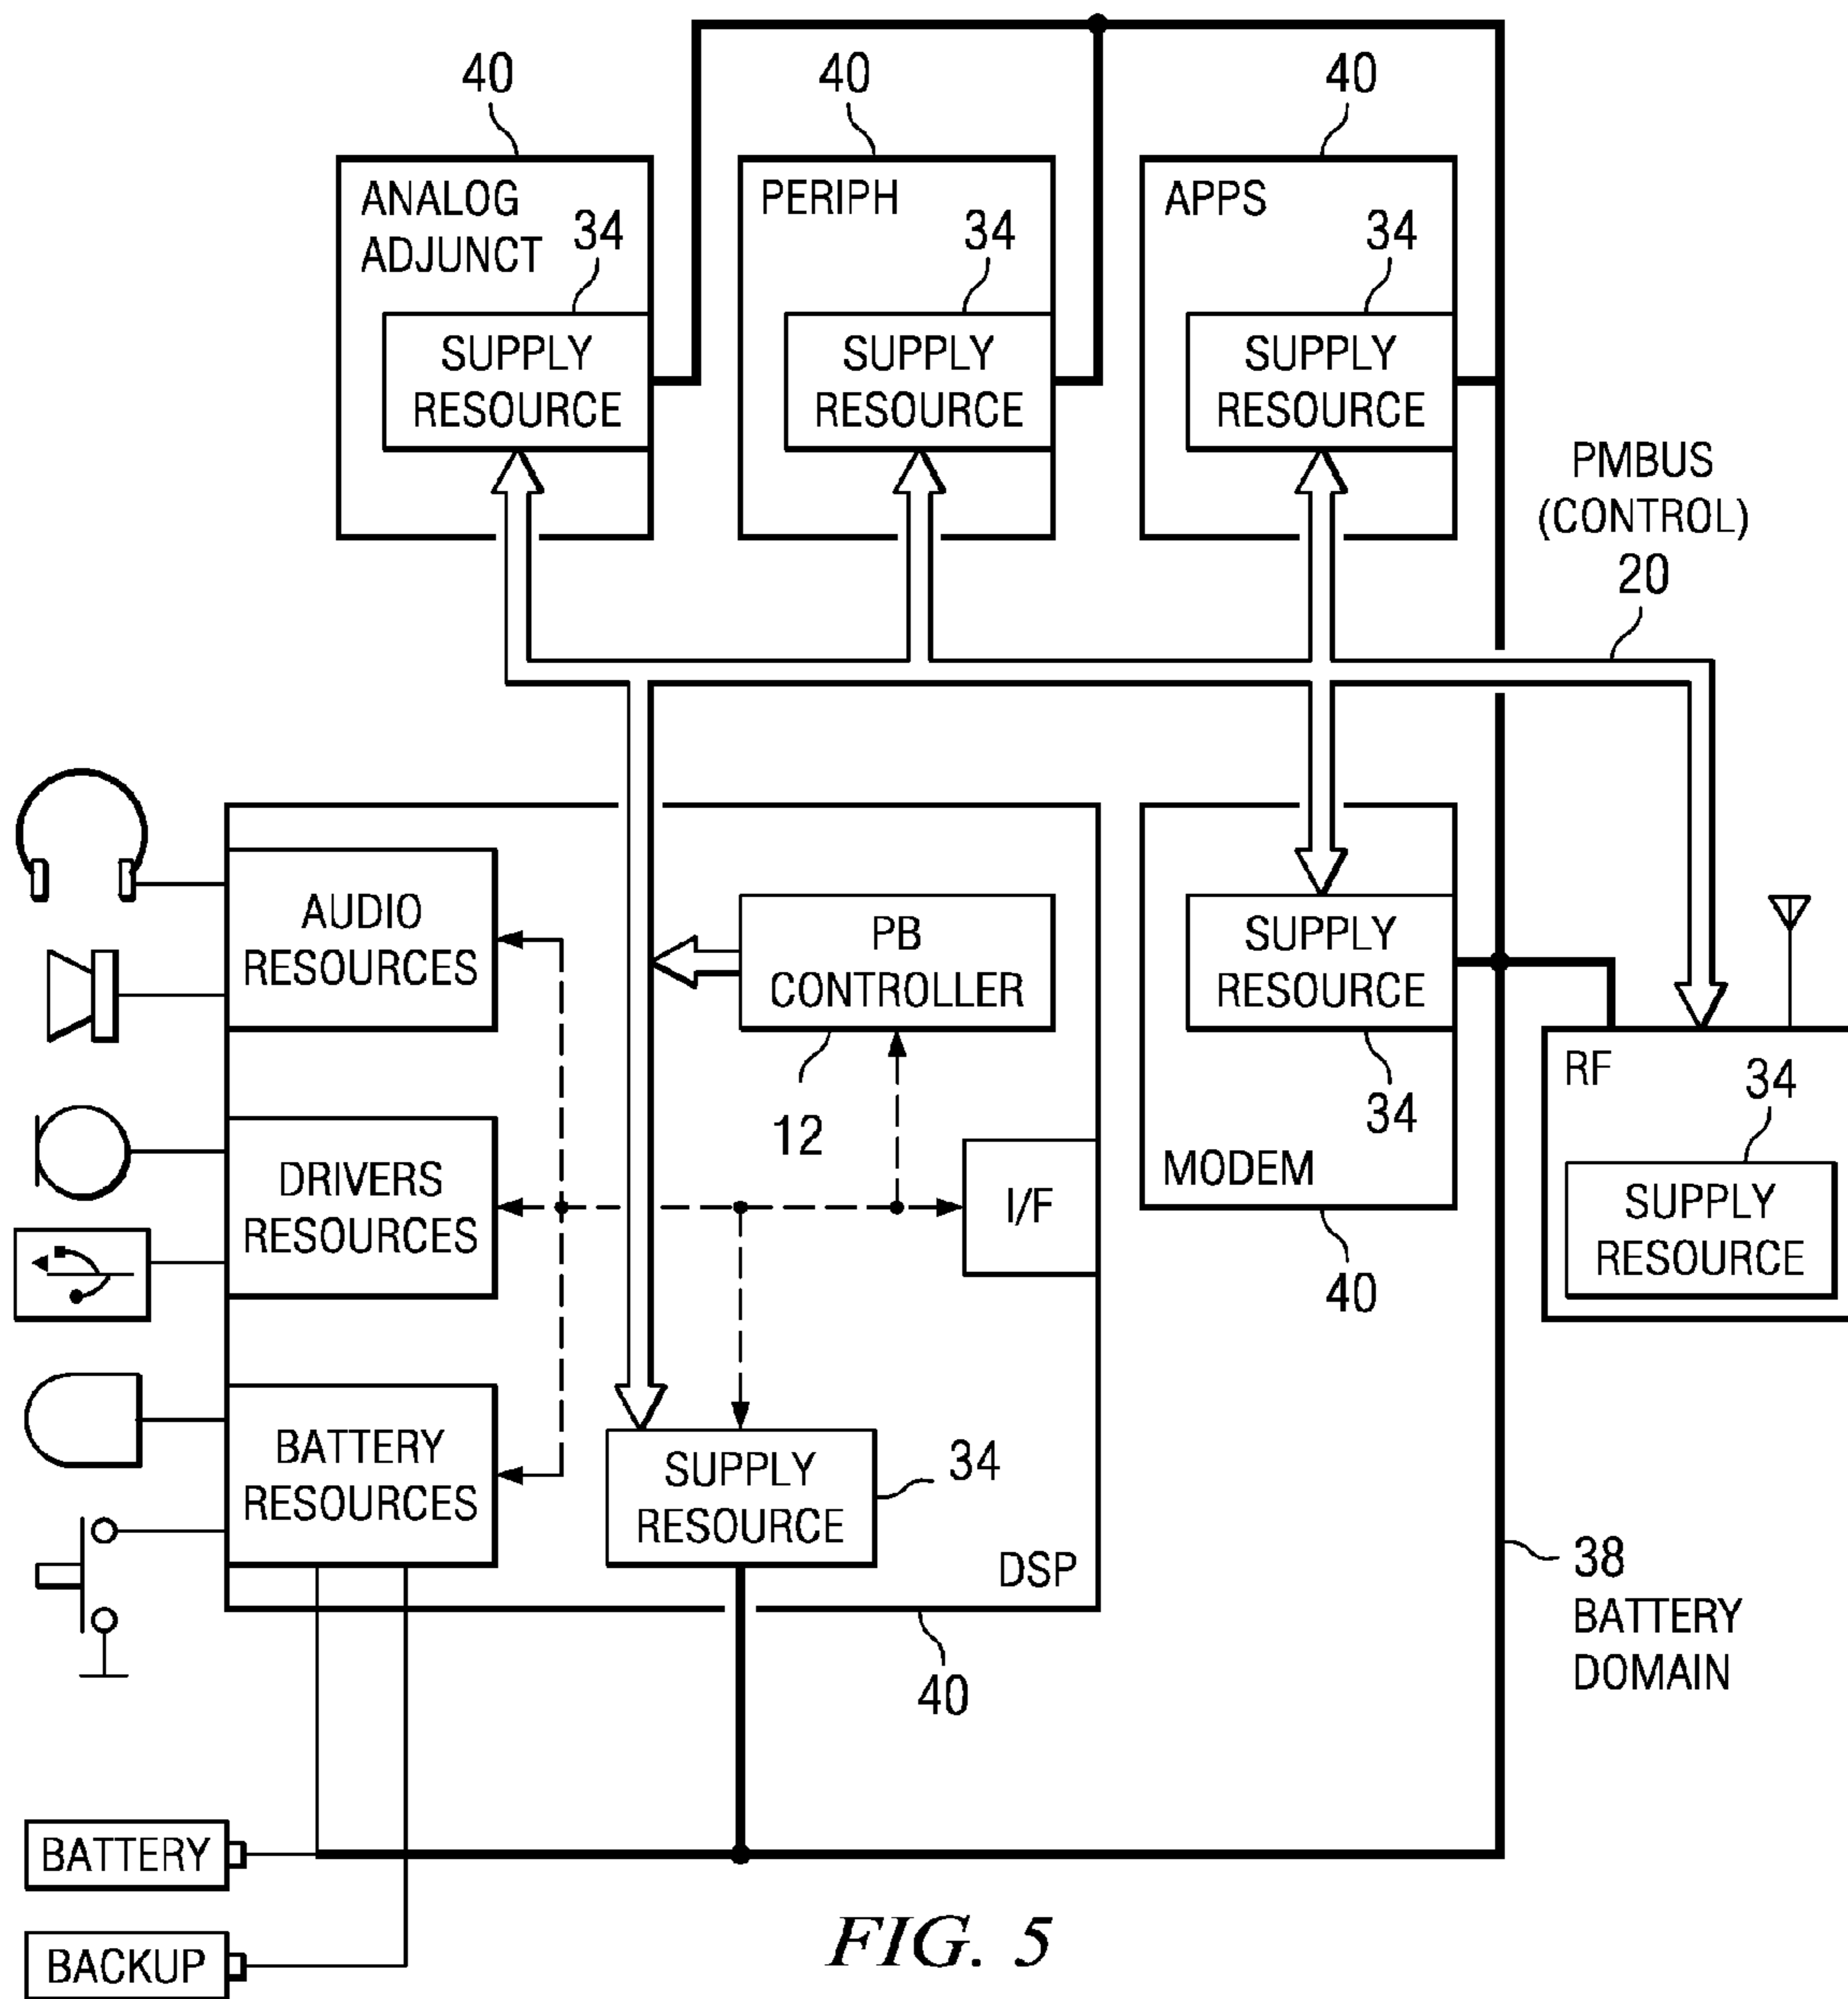 40
40
40
ANALOG
ADJUNCT
34
SUPPLY
RESOURCE
PERIPH
34
SUPPLY
RESOURCE
APPS
34
SUPPLY
RESOURCE
PMBUS
(CONTROL)
20
AUDIO
RESOURCES
PB
CONTROLLER
12
SUPPLY
RESOURCE
34
MODEM
40
RF
34
SUPPLY
RESOURCE
DRIVERS
RESOURCES
I/F
BATTERY
RESOURCES
SUPPLY
RESOURCE
34
DSP
40
38
BATTERY
DOMAIN
BATTERY
BACKUP
FIG. 5